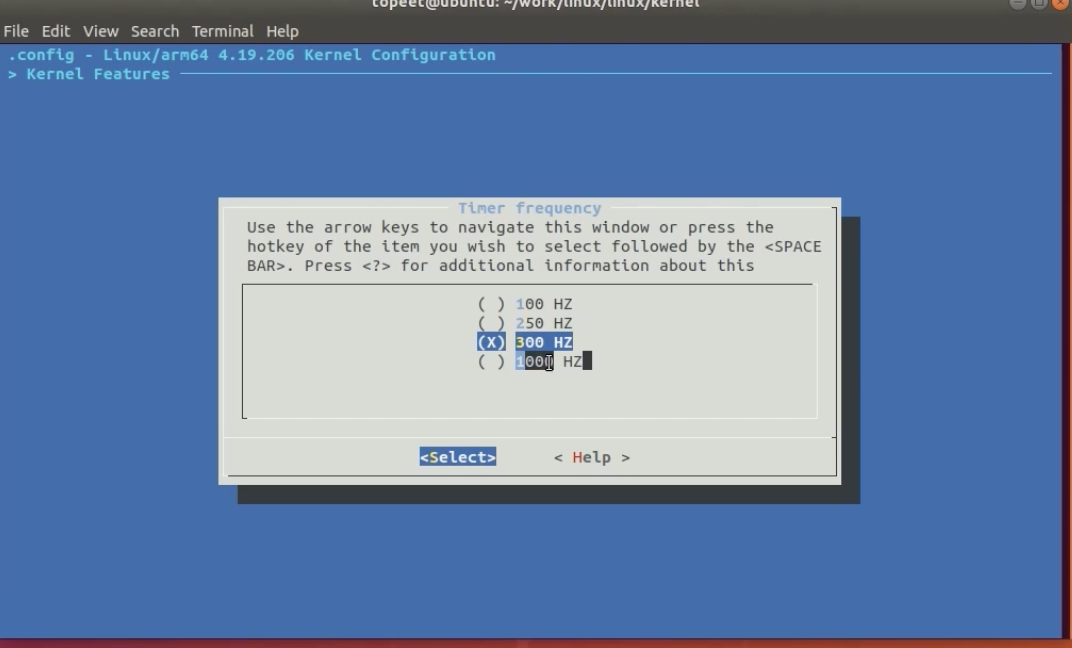 topeet@ubuntu: ~/work/linux/linux/kernel
File Edit View Search Terminal Help
.config - Linux/arm64 4.19.206 Kernel Configuration
> Kernel Features
Timer frequency
Use the arrow keys to navigate this window or press the
hotkey of the item you wish to select followed by the <SPACE
BAR>. Press <?> for additional information about this
( ) 100 HZ
( ) 250 HZ
(X) 300 HZ
( ) 1000 HZ
<Select> < Help >